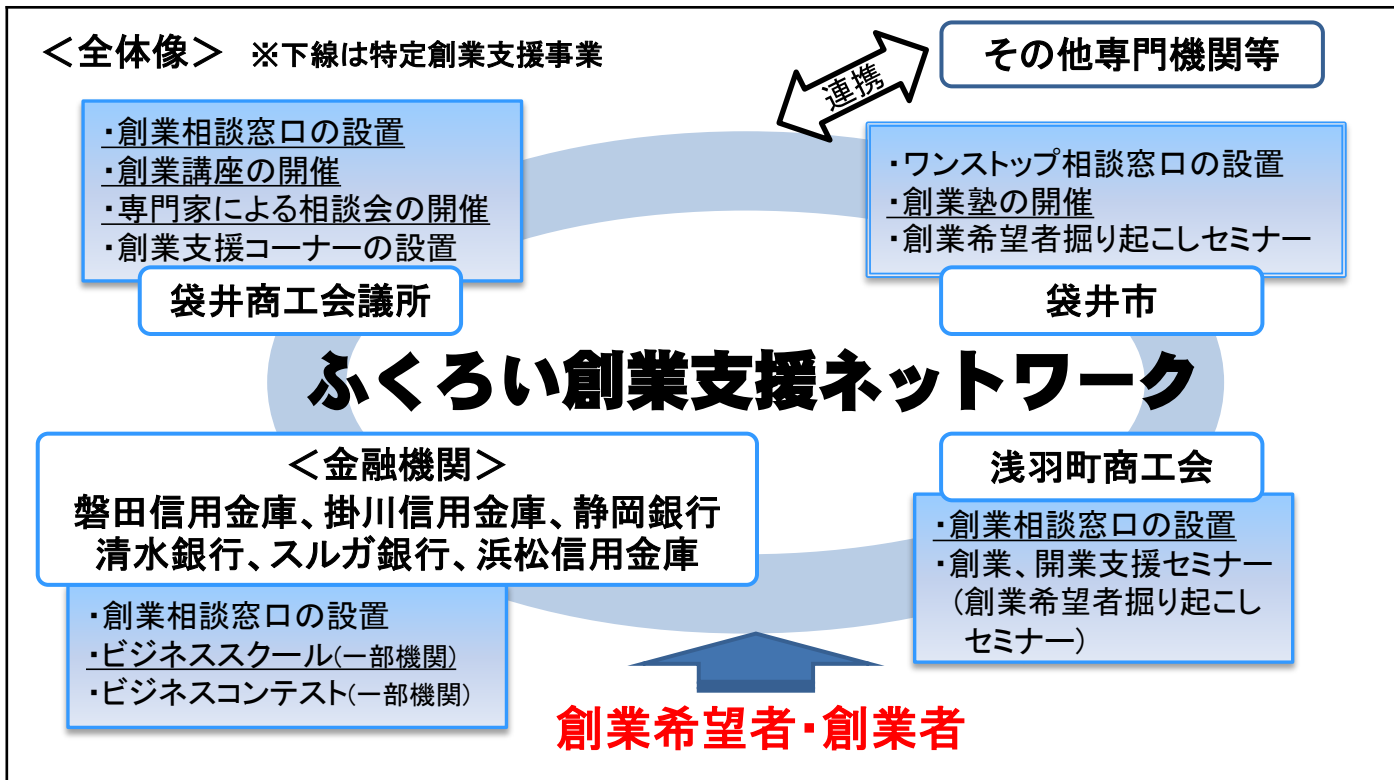 ＜全体像＞ ※下線は特定創業支援事業
その他専門機関等
連携
・創業相談窓口の設置
・創業講座の開催
・専門家による相談会の開催
・創業支援コーナーの設置
袋井商工会議所
・ワンストップ相談窓口の設置
・創業塾の開催
・創業希望者掘り起こしセミナー
袋井市
ふくろい創業支援ネットワーク
＜金融機関＞
磐田信用金庫、掛川信用金庫、静岡銀行
清水銀行、スルガ銀行、浜松信用金庫
・創業相談窓口の設置
・ビジネススクール(一部機関)
・ビジネスコンテスト(一部機関)
浅羽町商工会
・創業相談窓口の設置
・創業、開業支援セミナー
(創業希望者掘り起こし
セミナー)
創業希望者・創業者